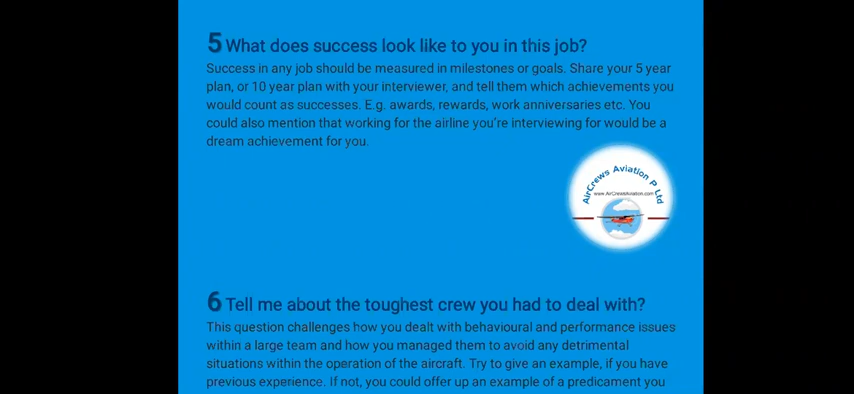 5 What does success look like to you in this job?
Success in any job should be measured in milestones or goals. Share your 5 year
plan, or 10 year plan with your interviewer, and tell them which achievements you
would count as successes. E.g. awards, rewards, work anniversaries etc. You
could also mention that working for the airline you're interviewing for would be a
dream achievement for you.
AirCrews Aviation P Ltd
www.AirCrewsAviation.com
6 Tell me about the toughest crew you had to deal with?
This question challenges how you dealt with behavioural and performance issues
within a large team and how you managed them to avoid any detrimental
situations within the operation of the aircraft. Try to give an example, if you have
previous experience. If not, you could offer up an example of a predicament you